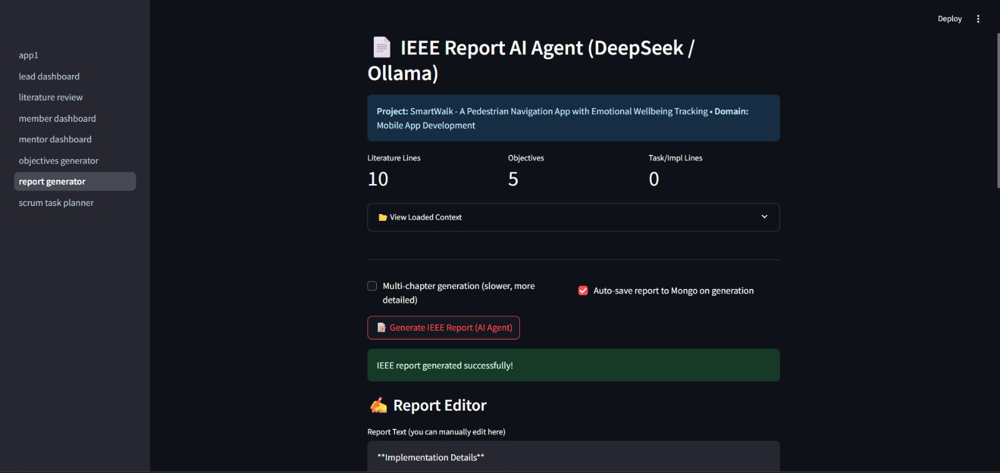 Deploy
app1
lead dashboard
literature review
member dashboard
mentor dashboard
objectives generator
report generator
scrum task planner
IEEE Report AI Agent (DeepSeek /
Ollama)
Project: SmartWalk - A Pedestrian Navigation App with Emotional Wellbeing Tracking • Domain:
Mobile App Development
Literature Lines
10
Objectives
5
Task/Impl Lines
0
View Loaded Context
Multi-chapter generation (slower, more
detailed)
Auto-save report to Mongo on generation
Generate IEEE Report (AI Agent)
IEEE report generated successfully!
Report Editor
Report Text (you can manually edit here)
**Implementation Details**